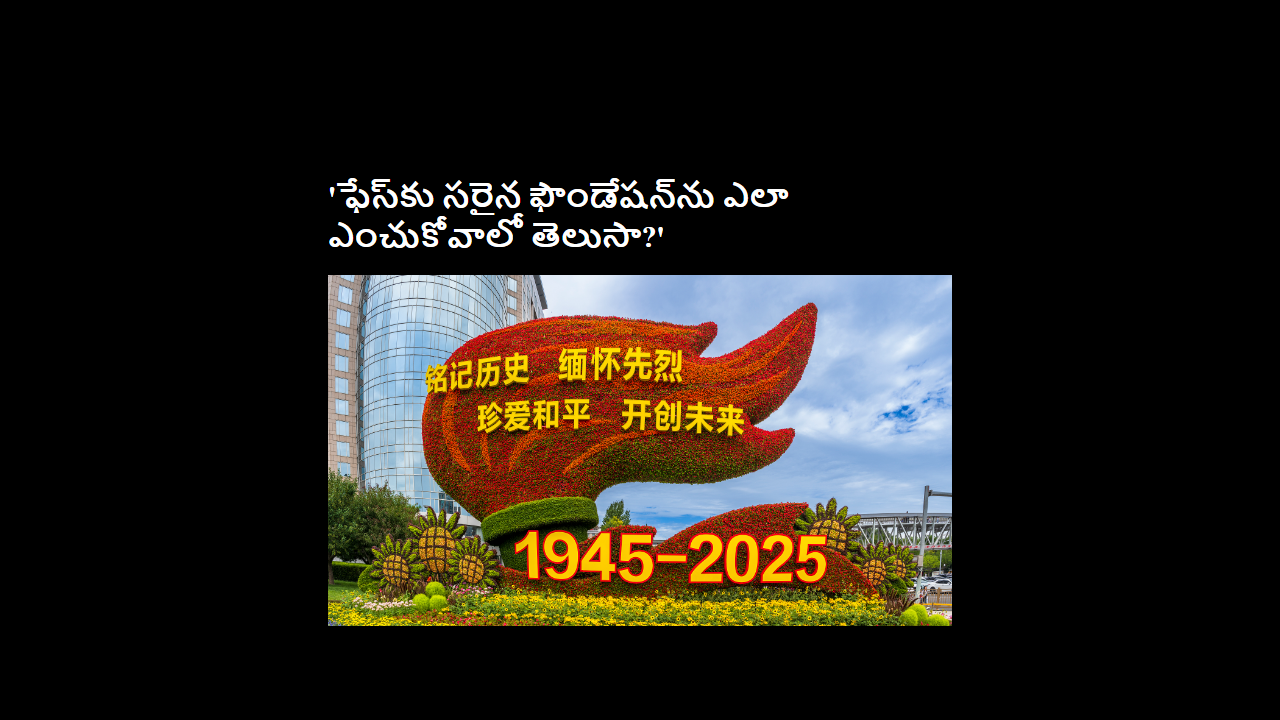 'ఫేస్‌కు సరైన ఫౌండేషన్‌ను ఎలా
ఎంచుకోవాలో తెలుసా?'
铭记历史 缅怀先烈
珍爱和平 开创未来
1945-2025